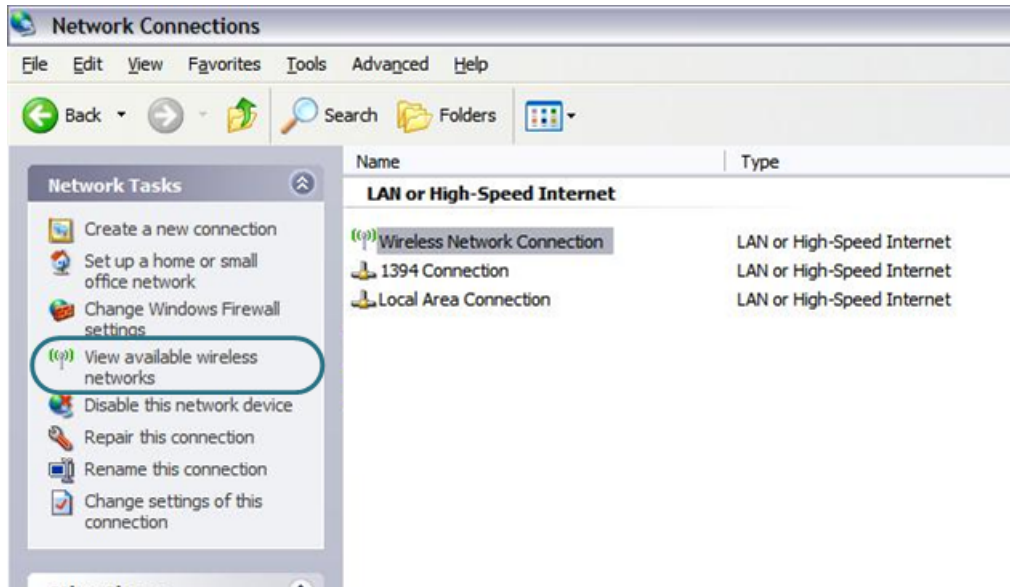 Network Connections
File Edit View Favorites Tools Advanced Help
Back Search Folders
Name Type
Network Tasks
LAN or High-Speed Internet
Create a new connection
Set up a home or small
office network
Change Windows Firewall
settings
View available wireless
networks
Disable this network device
Repair this connection
Rename this connection
Change settings of this
connection
Wireless Network Connection LAN or High-Speed Internet
1394 Connection LAN or High-Speed Internet
Local Area Connection LAN or High-Speed Internet